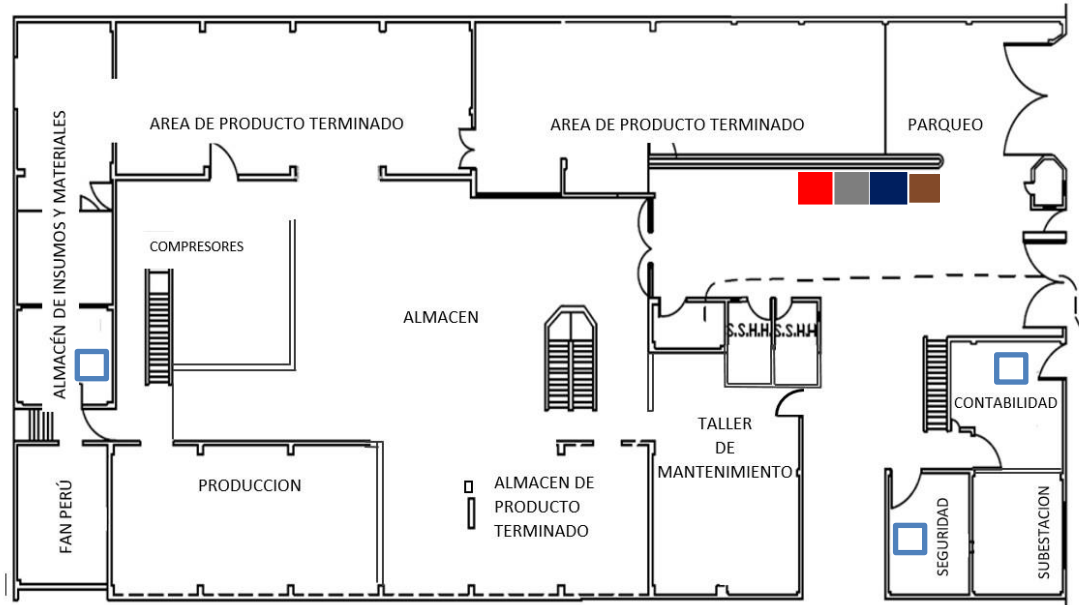 AREA DE PRODUCTO TERMINADO
AREA DE PRODUCTO TERMINADO
PARQUEO
ALMACÉN DE INSUMOS Y MATERIALES
COMPRESORES
ALMACEN
S.S.H.H.
S.S.H.H
CONTABILIDAD
TALLER
DE
MANTENIMIENTO
PRODUCCION
ALMACEN DE
PRODUCTO
TERMINADO
FAN PERÚ
SEGURIDAD
SUBESTACION